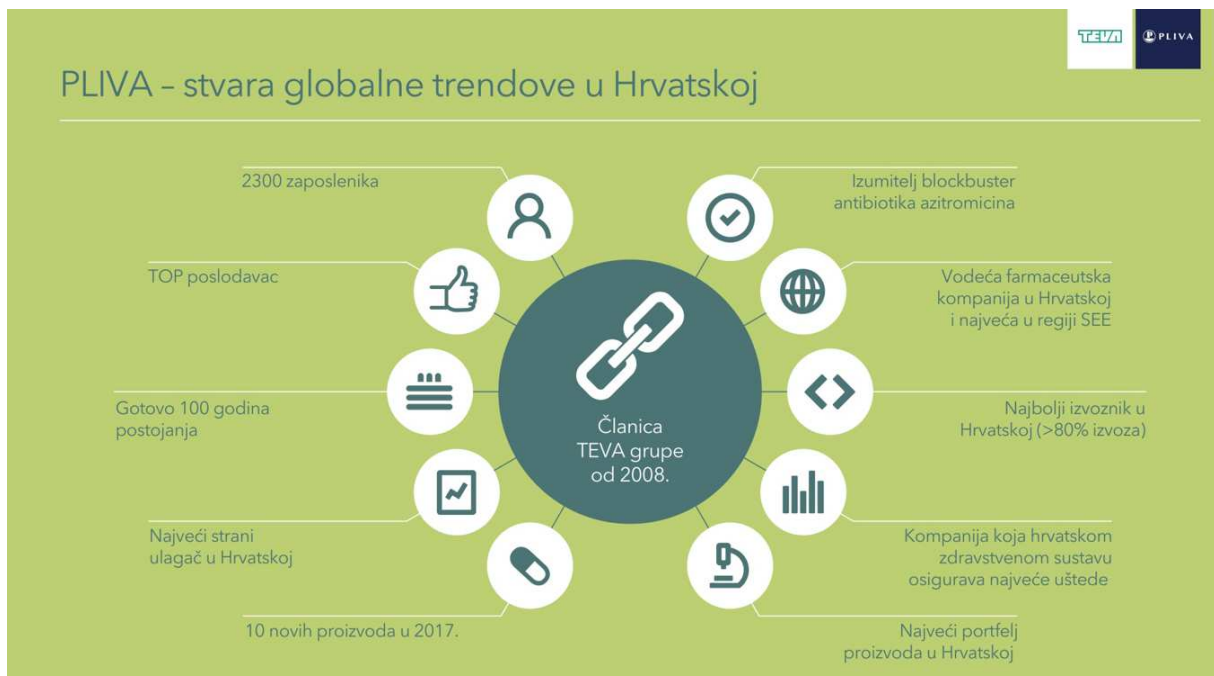 TEVA
PLIVA
PLIVA – stvara globalne trendove u Hrvatskoj
2300 zaposlenika
TOP poslodavac
Gotovo 100 godina
postojanja
Najveći strani
ulagač u Hrvatskoj
10 novih proizvoda u 2017.
Članica
TEVA grupe
od 2008.
Izumitelj blockbuster
antibiotika azitromicina
Vodeća farmaceutska
kompanija u Hrvatskoj
i najveća u regiji SEE
Najbolji izvoznik u
Hrvatskoj (>80% izvoza)
Kompanija koja hrvatskom
zdravstvenom sustavu
osigurava najveće uštede
Najveći portfelj
proizvoda u Hrvatskoj